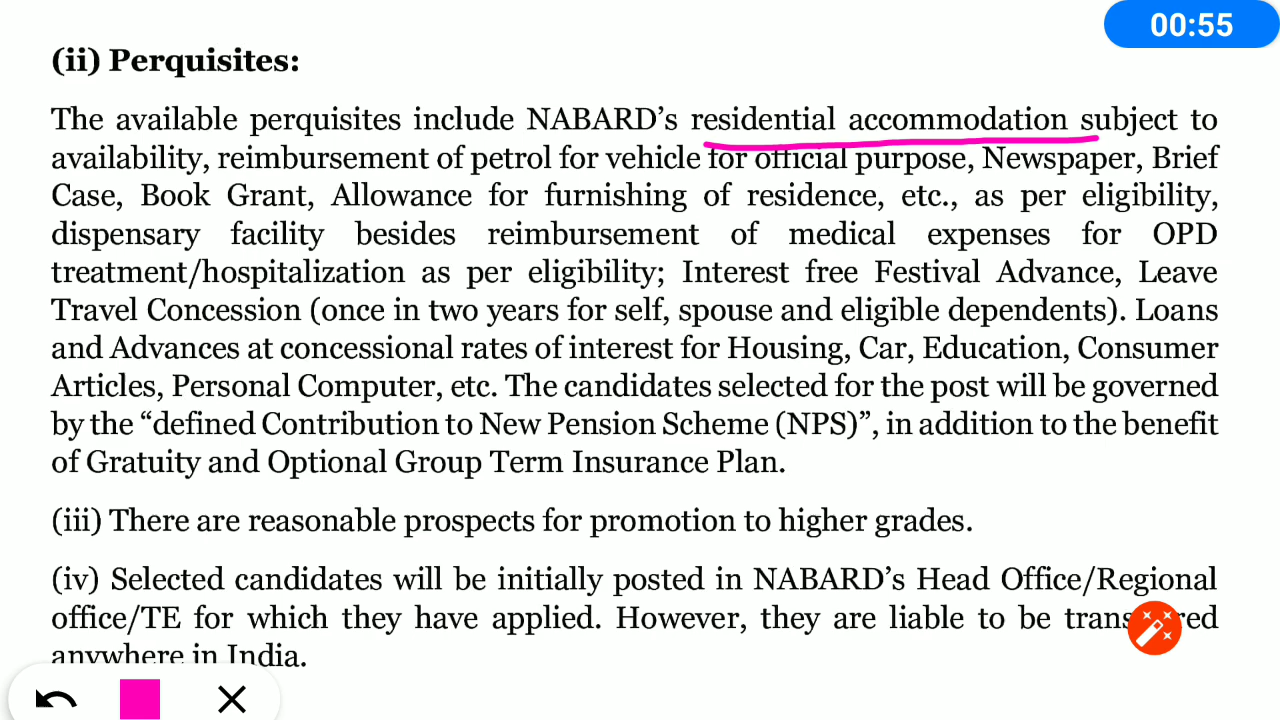 00:55
(ii) Perquisites:
The available perquisites include NABARD’s residential accommodation subject to
availability, reimbursement of petrol for vehicle for official purpose, Newspaper, Brief
Case, Book Grant, Allowance for furnishing of residence, etc., as per eligibility,
dispensary facility besides reimbursement of medical expenses for OPD
treatment/hospitalization as per eligibility; Interest free Festival Advance, Leave
Travel Concession (once in two years for self, spouse and eligible dependents). Loans
and Advances at concessional rates of interest for Housing, Car, Education, Consumer
Articles, Personal Computer, etc. The candidates selected for the post will be governed
by the “defined Contribution to New Pension Scheme (NPS)”, in addition to the benefit
of Gratuity and Optional Group Term Insurance Plan.
(iii) There are reasonable prospects for promotion to higher grades.
(iv) Selected candidates will be initially posted in NABARD’s Head Office/Regional
office/TE for which they have applied. However, they are liable to be
anywhere in India.